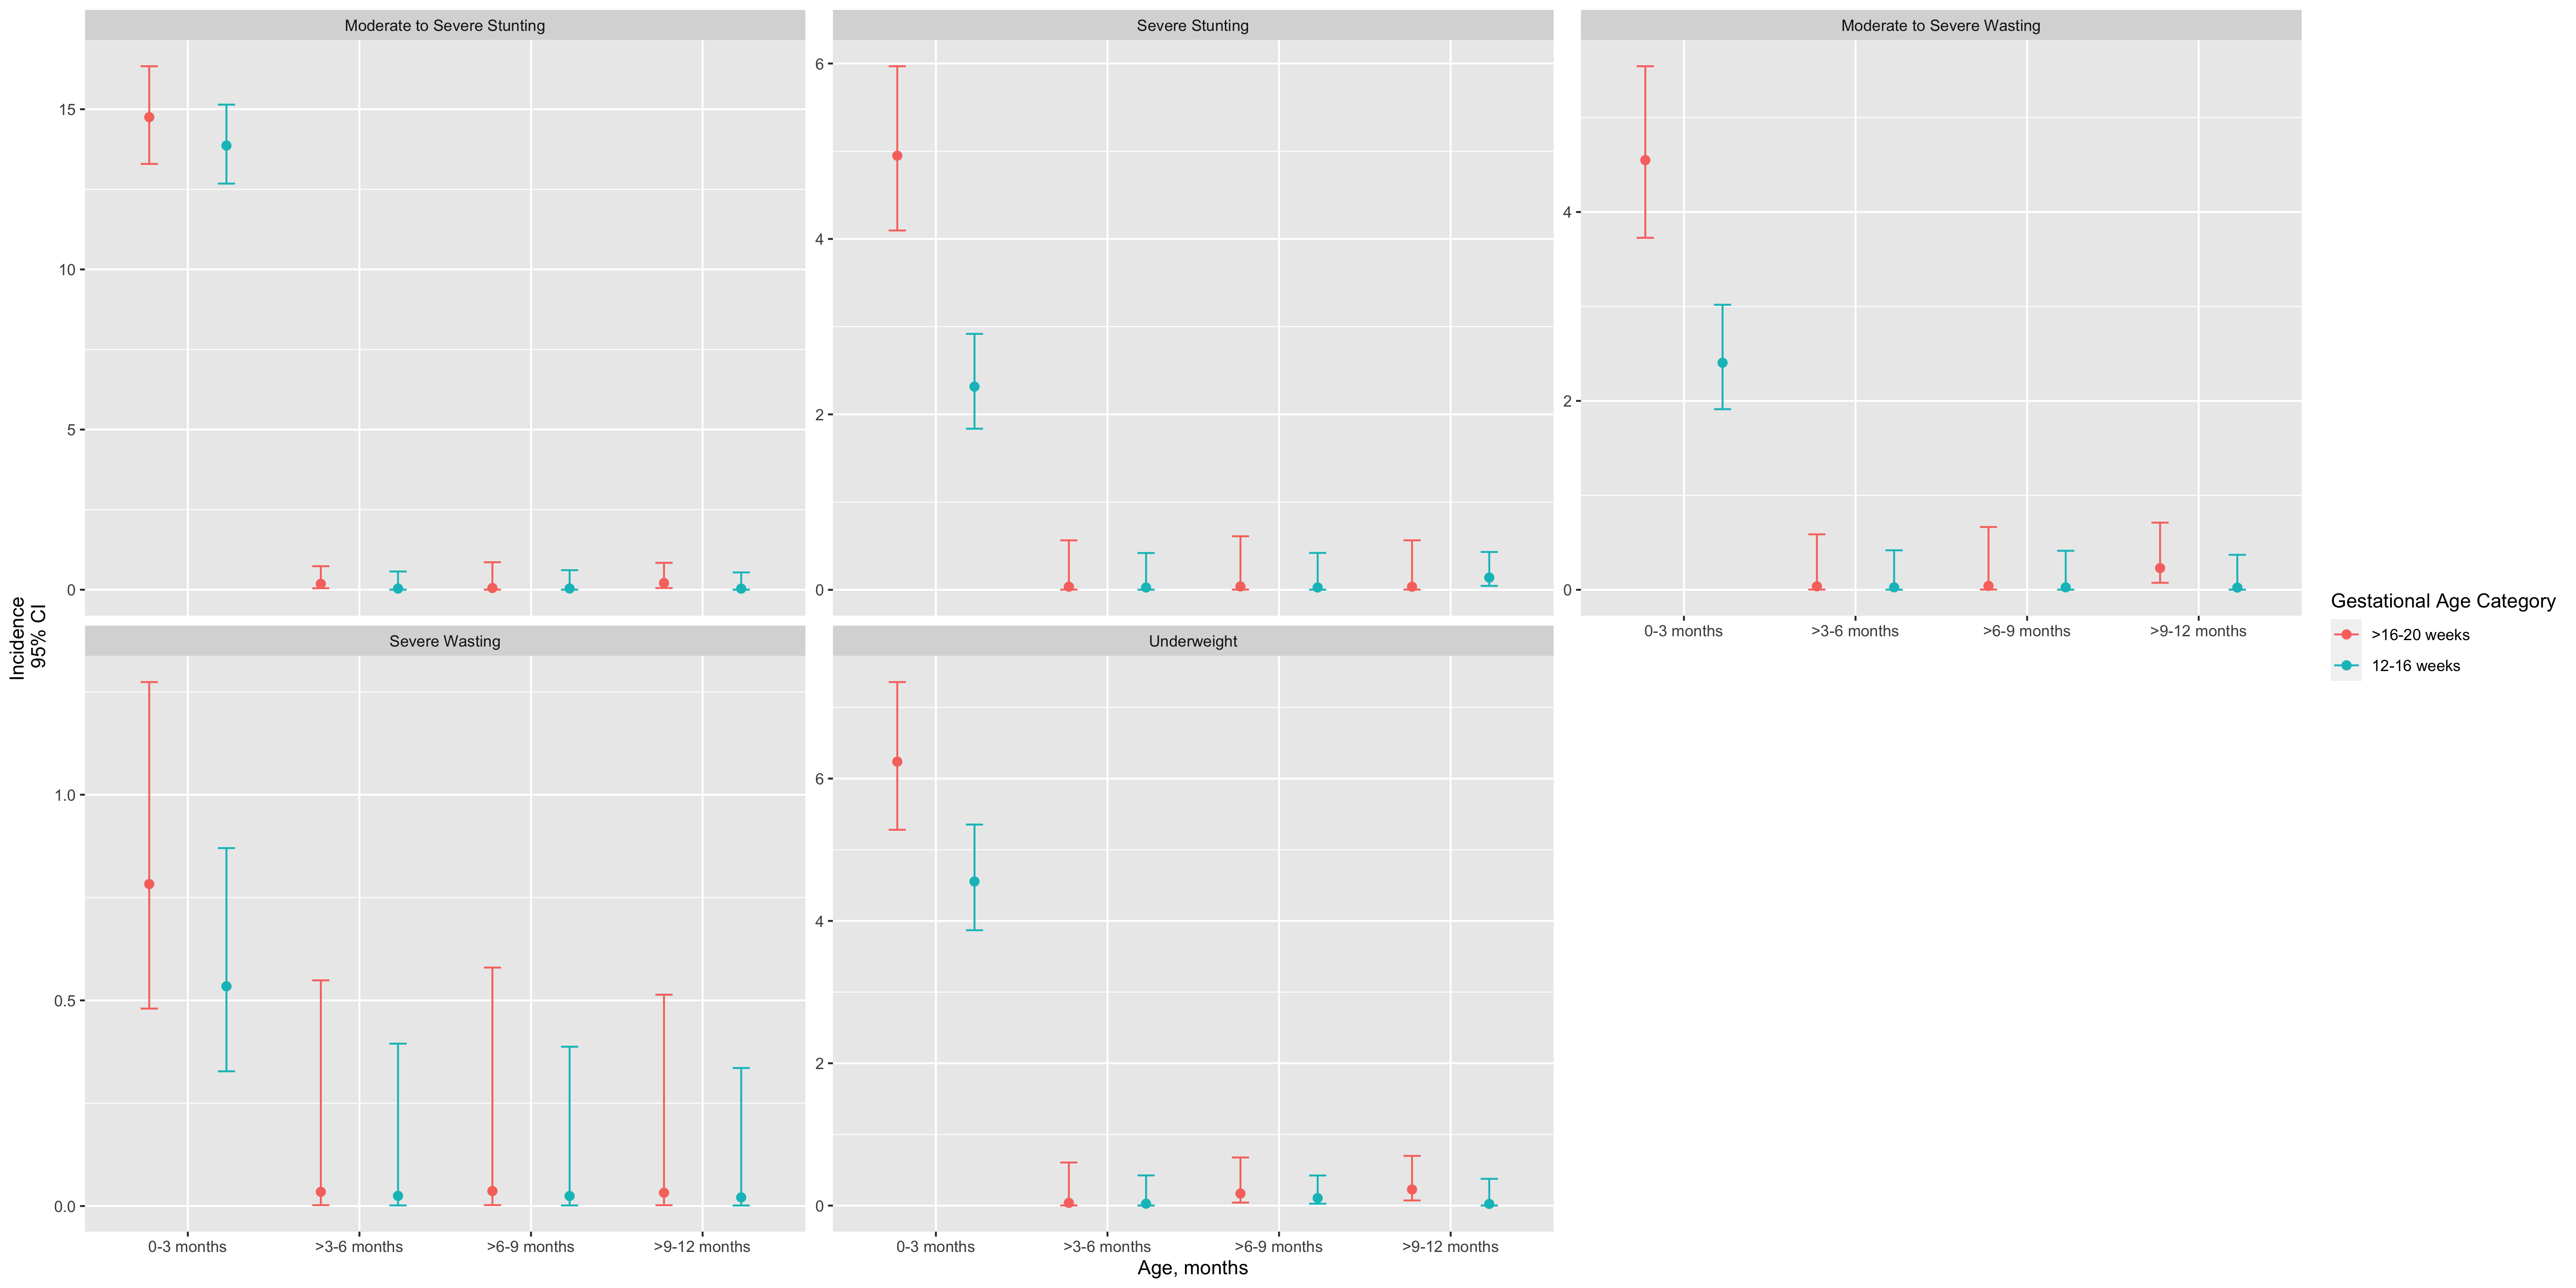 Moderate to Severe Stunting
Severe Stunting
Moderate to Severe Wasting
15
10
5
0
6
4
2
0
4
2
0
0-3 months
>3-6 months
>6-9 months
>9-12 months
Incidence
95% CI
Gestational Age Category
>16-20 weeks
12-16 weeks
Severe Wasting
Underweight
1.0
0.5
0.0
6
4
2
0
0-3 months
>3-6 months
>6-9 months
>9-12 months
0-3 months
>3-6 months
>6-9 months
>9-12 months
Age, months